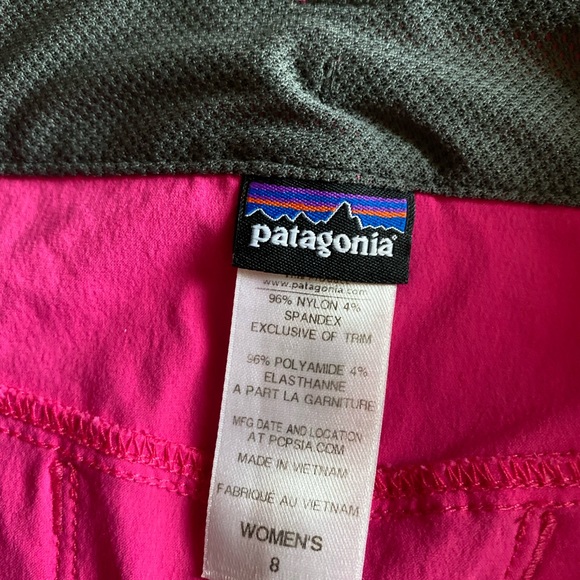 patagonia
www.patagonia.com
96% NYLON 4%
SPANDEX
EXCLUSIVE OF TRIM
96% POLYAMIDE 4%
ELASTHANNE
A PART LA GARNITURE
MFG DATE AND LOCATION
AT PCPSIA.COM
MADE IN VIETNAM
FABRIQUÉ AU VIETNAM
WOMEN'S
8